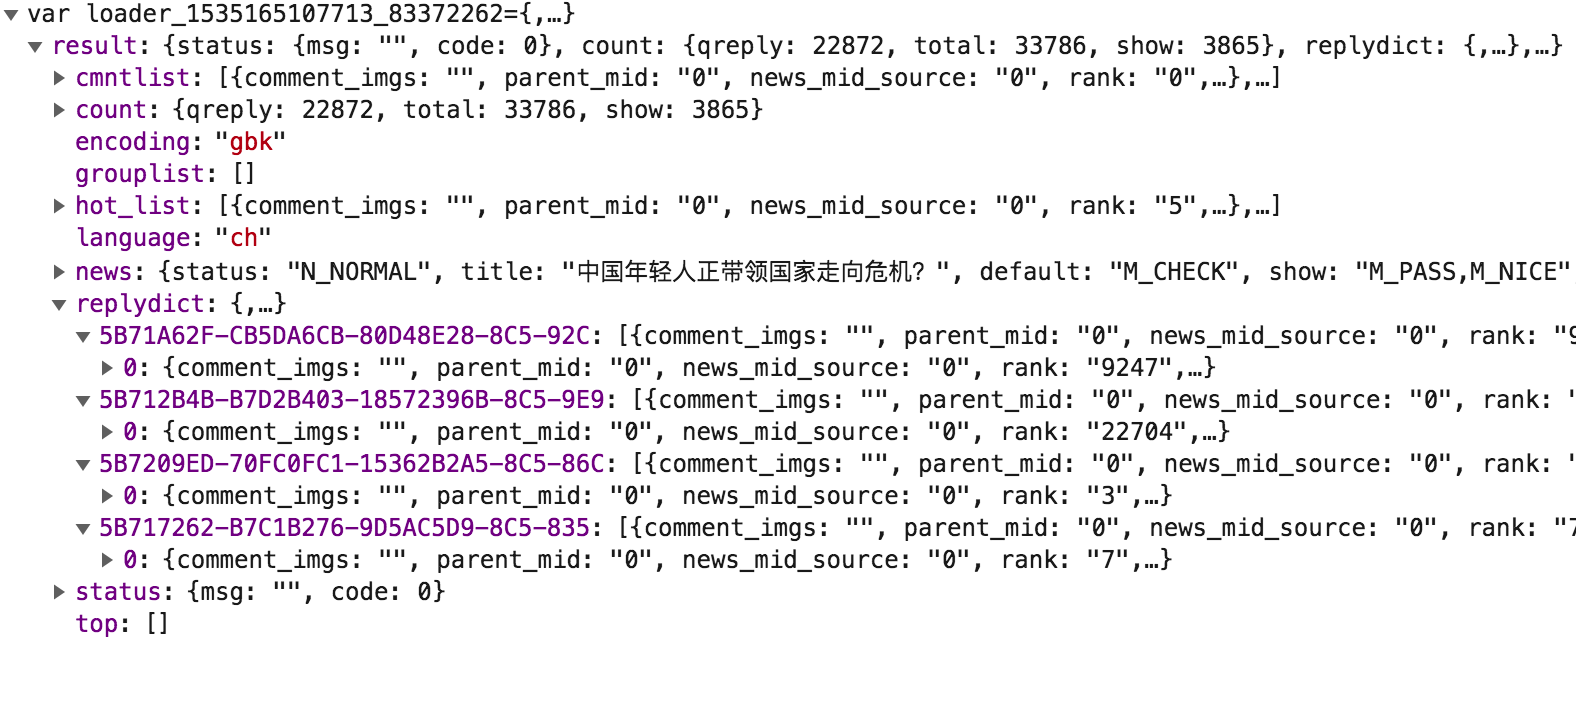 var loader_1535165107713_83372262={,…}
result: {status: {msg: "", code: 0}, count: {qreply: 22872, total: 33786, show: 3865}, replydict: {,…},…}
cmntlist: [{comment_imgs: "", parent_mid: "0", news_mid_source: "0", rank: "0",…},…]
count: {qreply: 22872, total: 33786, show: 3865}
encoding: "gbk"
grouplist: []
hot_list: [{comment_imgs: "", parent_mid: "0", news_mid_source: "0", rank: "5",…},…]
language: "ch"
news: {status: "N_NORMAL", title: "中国年轻人正带领国家走向危机？", default: "M_CHECK", show: "M_PASS,M_NICE",
replydict: {,…}
5B71A62F-CB5DA6CB-80D48E28-8C5-92C: [{comment_imgs: "", parent_mid: "0", news_mid_source: "0", rank: "9
0: {comment_imgs: "", parent_mid: "0", news_mid_source: "0", rank: "9247",…}
5B712B4B-B7D2B403-18572396B-8C5-9E9: [{comment_imgs: "", parent_mid: "0", news_mid_source: "0", rank: "
0: {comment_imgs: "", parent_mid: "0", news_mid_source: "0", rank: "22704",…}
5B7209ED-70FC0FC1-15362B2A5-8C5-86C: [{comment_imgs: "", parent_mid: "0", news_mid_source: "0", rank: "
0: {comment_imgs: "", parent_mid: "0", news_mid_source: "0", rank: "3",…}
5B717262-B7C1B276-9D5AC5D9-8C5-835: [{comment_imgs: "", parent_mid: "0", news_mid_source: "0", rank: "7
0: {comment_imgs: "", parent_mid: "0", news_mid_source: "0", rank: "7",…}
status: {msg: "", code: 0}
top: []